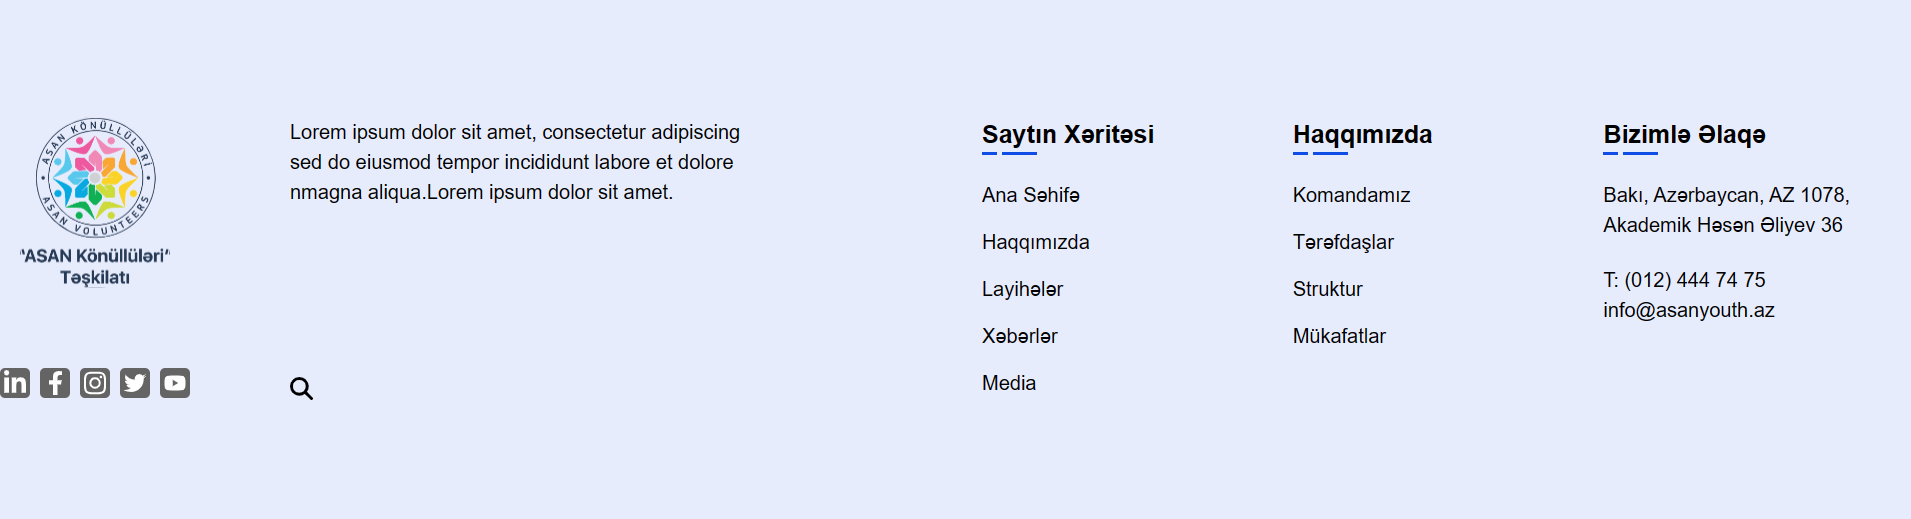 ASAN KÖNÜLLÜLƏRİ
ASAN VOLUNTEERS
"ASAN Könüllüləri"
Təşkilatı
Lorem ipsum dolor sit amet, consectetur adipiscing
sed do eiusmod tempor incididunt labore et dolore
nmagna aliqua.Lorem ipsum dolor sit amet.
Saytın Xəritəsi
Ana Səhifə
Haqqımızda
Layihələr
Xəbərlər
Media
Haqqımızda
Komandamız
Tərəfdaşlar
Struktur
Mükafatlar
Bizimlə Əlaqə
Bakı, Azərbaycan, AZ 1078,
Akademik Həsən Əliyev 36
T: (012) 444 74 75
info@asanyouth.az